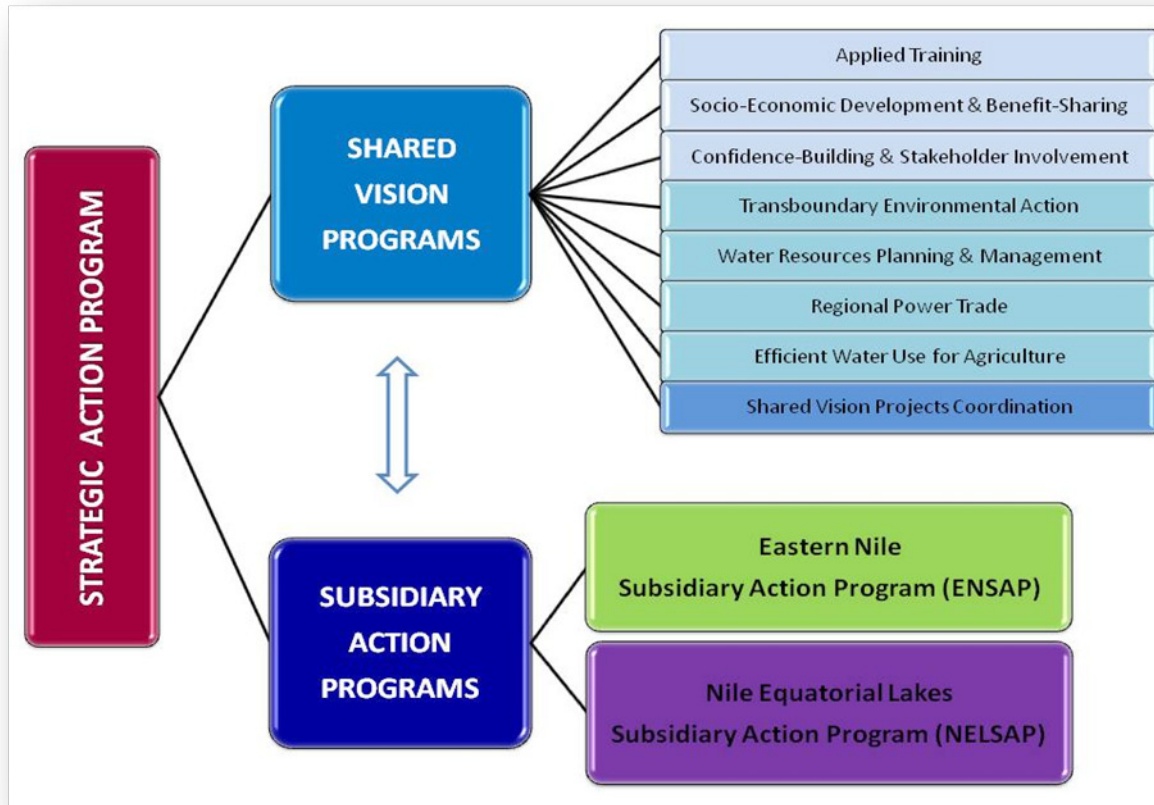 STRATEGIC ACTION PROGRAM
SHARED
VISION
PROGRAMS
Applied Training
Socio-Economic Development & Benefit-Sharing
Confidence-Building & Stakeholder Involvement
Transboundary Environmental Action
Water Resources Planning & Management
Regional Power Trade
Efficient Water Use for Agriculture
Shared Vision Projects Coordination
SUBSIDIARY
ACTION
PROGRAMS
Eastern Nile
Subsidiary Action Program (ENSAP)
Nile Equatorial Lakes
Subsidiary Action Program (NELSAP)